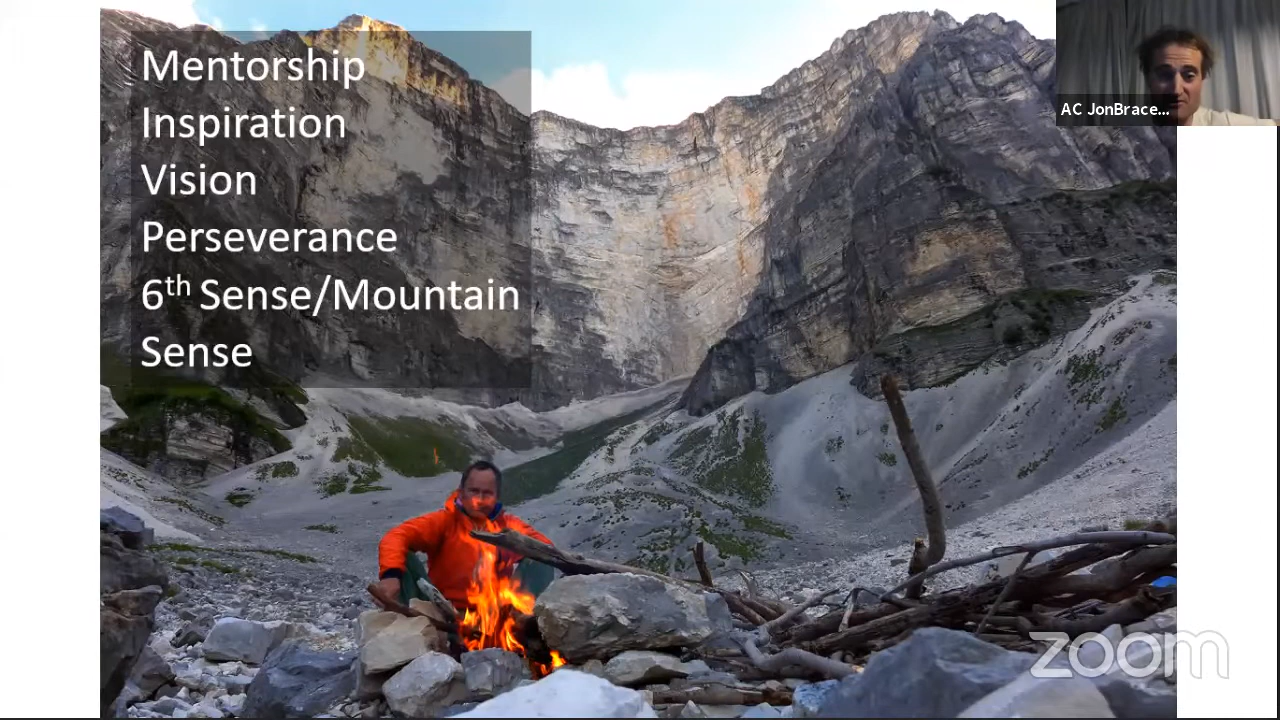 Mentorship
Inspiration
Vision
Perseverance
6th Sense/Mountain
Sense
AC JonBrace...
zoom